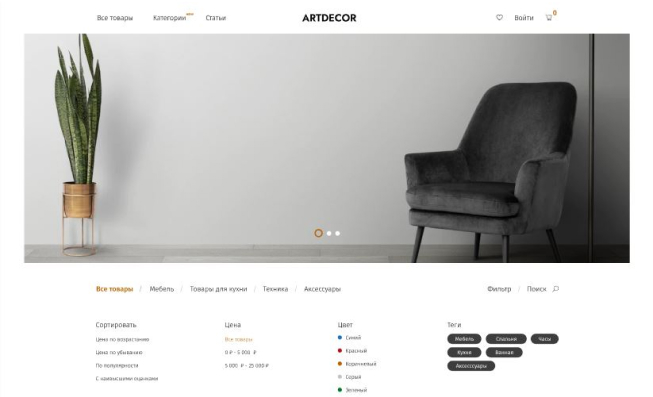 Все товары Категории Статьи ARTDECOR Войти 0
Все товары / Мебель / Товары для кухни / Техника / Аксессуары Фильтр / Поиск
Сортировать Цена Цвет Теги
Цена по возрастанию Все товары Синий Мебель Спальня Часы
Цена по убыванию 0 ₽ - 5 000 ₽ Красный Кухня Ванная
По популярности 5 000 ₽ - 25 000 ₽ Коричневый Аксессуары
С наивысшими оценками Серый
Зеленый